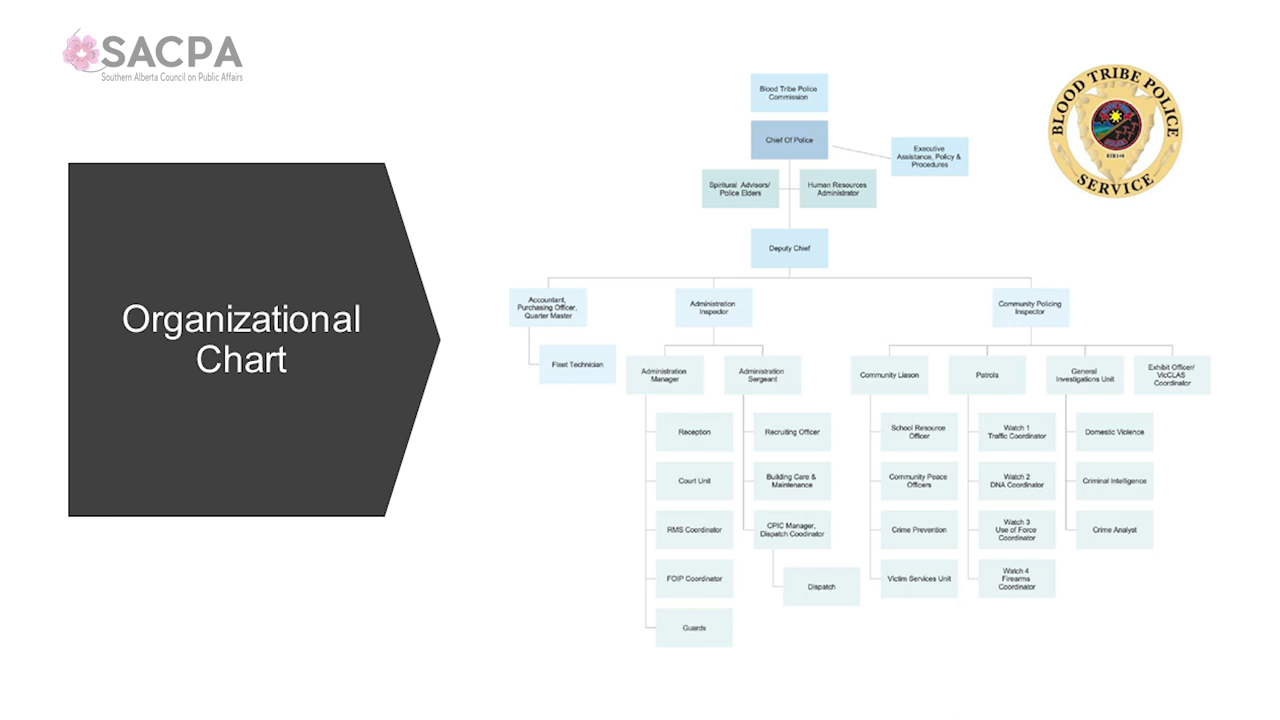 SACPA
Southern Alberta Council on Public Affairs
Organizational
Chart
BLOOD TRIBE POLICE
SERVICE
Blood Tribe Police
Commission
Chief Of Police
Executive
Assistance, Policy &
Procedures
Spiritural Advisors/
Police Elders
Human Resources
Administrator
Deputy Chief
Accountant,
Purchasing Officer,
Quarter Master
Fleet Technician
Administration
Inspector
Community Policing
Inspector
Administration
Manager
Reception
Court Unit
RMS Coordinator
FOIP Coordinator
Guards
Administration
Sergeant
Recruiting Officer
Building Care &
Maintenance
CPIC Manager,
Dispatch Coodinator
Dispatch
Community Liason
School Resource
Officer
Community Peace
Officers
Crime Prevention
Victim Services Unit
Patrols
Watch 1
Traffic Coordinator
Watch 2
DNA Coordinator
Watch 3
Use of Force
Coordinator
Watch 4
Firearms
Coordinator
General
Investigations Unit
Domestic Violence
Criminal Intelligence
Crime Analyst
Exhibit Officer/
VicCLAS
Coordinator